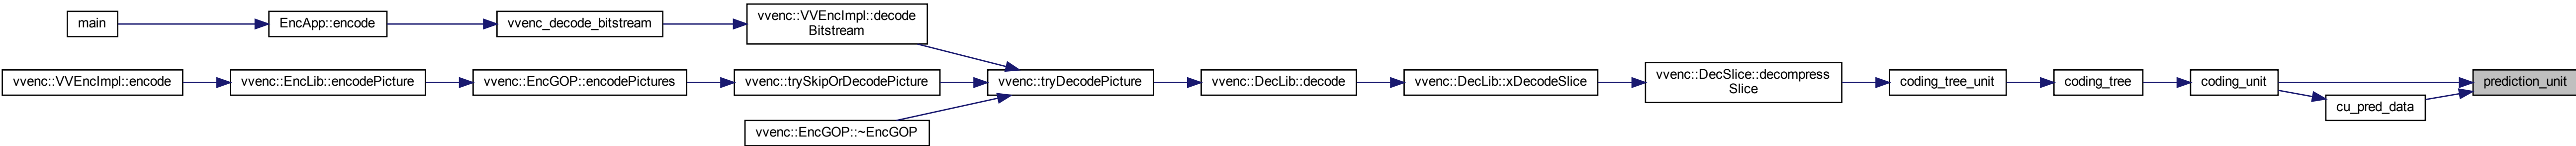 main
EncApp::encode
vvenc_decode_bitstream
vvenc::VVEncImpl::decode
Bitstream
vvenc::VVEncImpl::encode
vvenc::EncLib::encodePicture
vvenc::EncGOP::encodePictures
vvenc::trySkipOrDecodePicture
vvenc::tryDecodePicture
vvenc::DecLib::decode
vvenc::DecLib::xDecodeSlice
vvenc::DecSlice::decompress
Slice
coding_tree_unit
coding_tree
coding_unit
prediction_unit
cu_pred_data
vvenc::EncGOP::~EncGOP